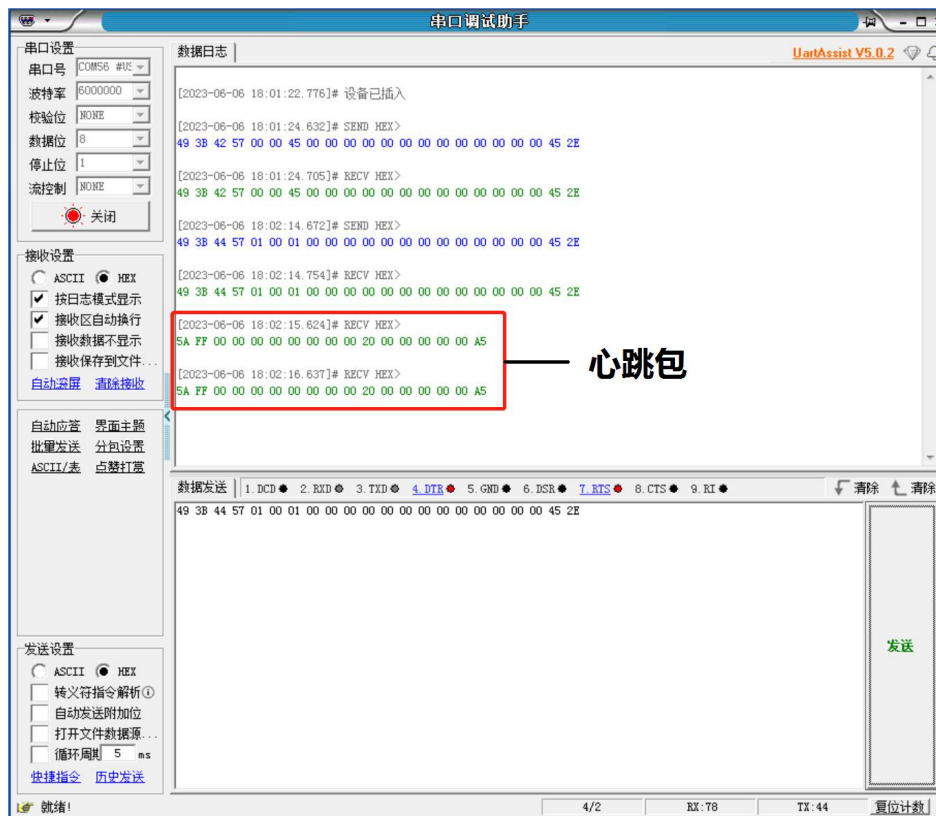 串口调试助手
串口设置
串口号 COM56 #US
波特率 6000000
校验位 NONE
数据位 8
停止位 1
流控制 NONE
关闭
接收设置
ASCII HEX
按日志模式显示
接收区自动换行
接收数据不显示
接收保存到文件...
自动滚屏 清除接收
自动应答 界面主题
批量发送 分包设置
ASCII/表 点赞打赏
发送设置
ASCII HEX
转义符指令解析
自动发送附加位
打开文件数据源...
循环周期 5 ms
快捷指令 历史发送
数据日志 UartAssist V5.0.2
[2023-06-06 18:01:22.776]# 设备已插入
[2023-06-06 18:01:24.632]# SEND HEX>
49 3B 42 57 00 00 45 00 00 00 00 00 00 00 00 00 00 00 00 00 45 2E
[2023-06-06 18:01:24.705]# RECV HEX>
49 3B 42 57 00 00 45 00 00 00 00 00 00 00 00 00 00 00 00 00 45 2E
[2023-06-06 18:02:14.672]# SEND HEX>
49 3B 44 57 01 00 01 00 00 00 00 00 00 00 00 00 00 00 00 00 45 2E
[2023-06-06 18:02:14.754]# RECV HEX>
49 3B 44 57 01 00 01 00 00 00 00 00 00 00 00 00 00 00 00 00 45 2E
[2023-06-06 18:02:15.624]# RECV HEX>
5A FF 00 00 00 00 00 00 00 00 20 00 00 00 00 00 A5
[2023-06-06 18:02:16.637]# RECV HEX>
5A FF 00 00 00 00 00 00 00 00 20 00 00 00 00 00 A5
心跳包
数据发送 1.DCD 2.RXD 3.TXD 4.DTR 5.GND 6.DSR 7.RTS 8.CTS 9.RI 清除 清除
49 3B 44 57 01 00 01 00 00 00 00 00 00 00 00 00 00 00 00 00 45 2E
发送
就绪! 4/2 RX:78 TX:44 复位计数